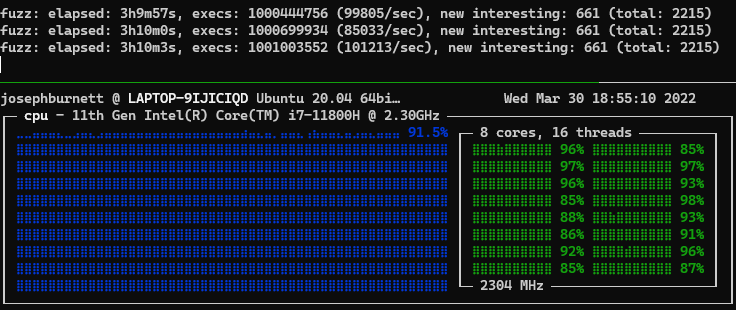 fuzz: elapsed: 3h9m57s, execs: 1000444756 (99805/sec), new interesting: 661 (total: 2215)
fuzz: elapsed: 3h10m0s, execs: 1000699934 (85033/sec), new interesting: 661 (total: 2215)
fuzz: elapsed: 3h10m3s, execs: 1001003552 (101213/sec), new interesting: 661 (total: 2215)
josephburnett @ LAPTOP-9IJICIQD Ubuntu 20.04 64bi… Wed Mar 30 18:55:10 2022
cpu - 11th Gen Intel(R) Core(TM) i7-11800H @ 2.30GHz
91.5%
8 cores, 16 threads
96% 85%
97% 97%
96% 93%
85% 98%
88% 93%
86% 91%
92% 96%
85% 87%
2304 MHz